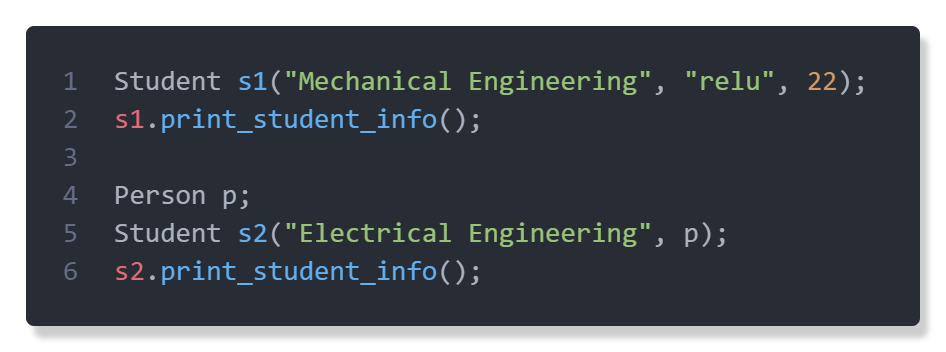 1 Student s1("Mechanical Engineering", "relu", 22);
2 s1.print_student_info();
3
4 Person p;
5 Student s2("Electrical Engineering", p);
6 s2.print_student_info();